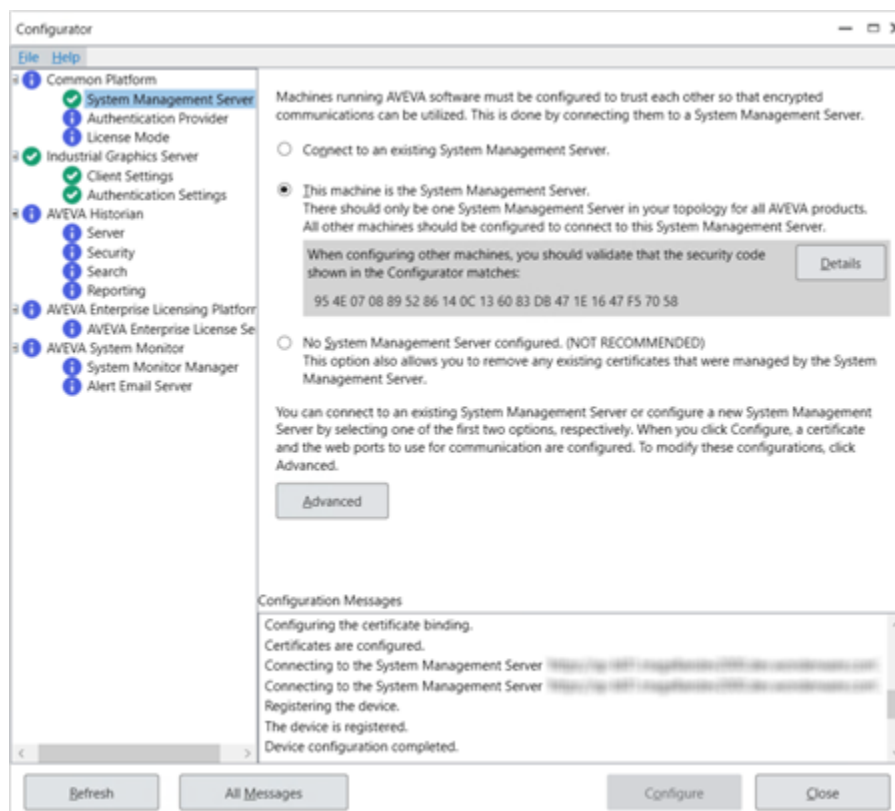 Configurator
File Help
Common Platform
System Management Server
Authentication Provider
License Mode
Industrial Graphics Server
Client Settings
Authentication Settings
AVEVA Historian
Server
Security
Search
Reporting
AVEVA Enterprise Licensing Platforr
AVEVA Enterprise License Se
AVEVA System Monitor
System Monitor Manager
Alert Email Server
Machines running AVEVA software must be configured to trust each other so that encrypted
communications can be utilized. This is done by connecting them to a System Management Server.
Connect to an existing System Management Server.
This machine is the System Management Server.
There should only be one System Management Server in your topology for all AVEVA products.
All other machines should be configured to connect to this System Management Server.
When configuring other machines, you should validate that the security code
shown in the Configurator matches:
Details
95 4E 07 08 89 52 86 14 0C 13 60 83 DB 47 1E 16 47 F5 70 58
No System Management Server configured. (NOT RECOMMENDED)
This option also allows you to remove any existing certificates that were managed by the System
Management Server.
You can connect to an existing System Management Server or configure a new System Management
Server by selecting one of the first two options, respectively. When you click Configure, a certificate
and the web ports to use for communication are configured. To modify these configurations, click
Advanced.
Advanced
Configuration Messages
Configuring the certificate binding.
Certificates are configured.
Connecting to the System Management Server
Connecting to the System Management Server
Registering the device.
The device is registered.
Device configuration completed.
Refresh
All Messages
Configure
Close